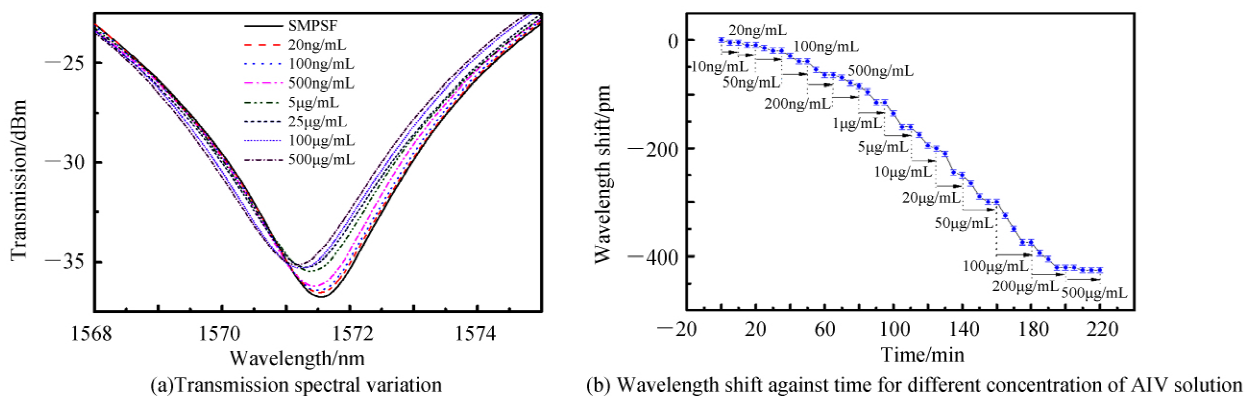 −25
−30
−35
1568
1570
1572
1574
Transmission/dBm
Wavelength/nm
SMPSF
20ng/mL
100ng/mL
500ng/mL
5μg/mL
25μg/mL
100μg/mL
500μg/mL
(a)Transmission spectral variation
0
−200
−400
−20
20
60
100
140
180
220
Wavelength shift/pm
Time/min
20ng/mL
10ng/mL
100ng/mL
50ng/mL
500ng/mL
200ng/mL
1μg/mL
5μg/mL
10μg/mL
20μg/mL
50μg/mL
100μg/mL
200μg/mL
500μg/mL
(b) Wavelength shift against time for different concentration of AIV solution